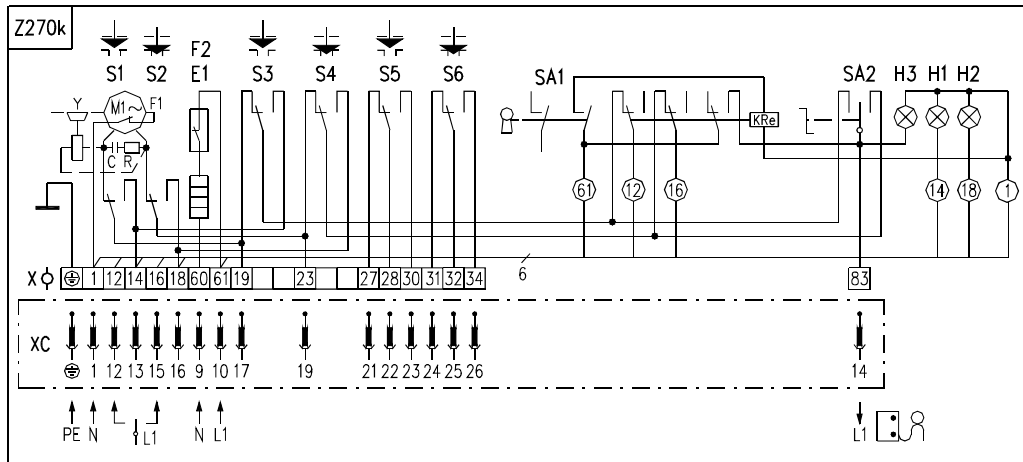 Z270k
F2
S1 S2 E1 S3 S4 S5 S6 SA1 SA2 H3 H1 H2
Y M1 ~ F1
KRe
C R
61 12 16 14 18 1
X 1 12 14 16 18 60 61 19 23 27 28 30 31 32 34 6 83
XC
1 12 13 15 16 9 10 17 19 21 22 23 24 25 26 14
PE N L1 N L1 L1